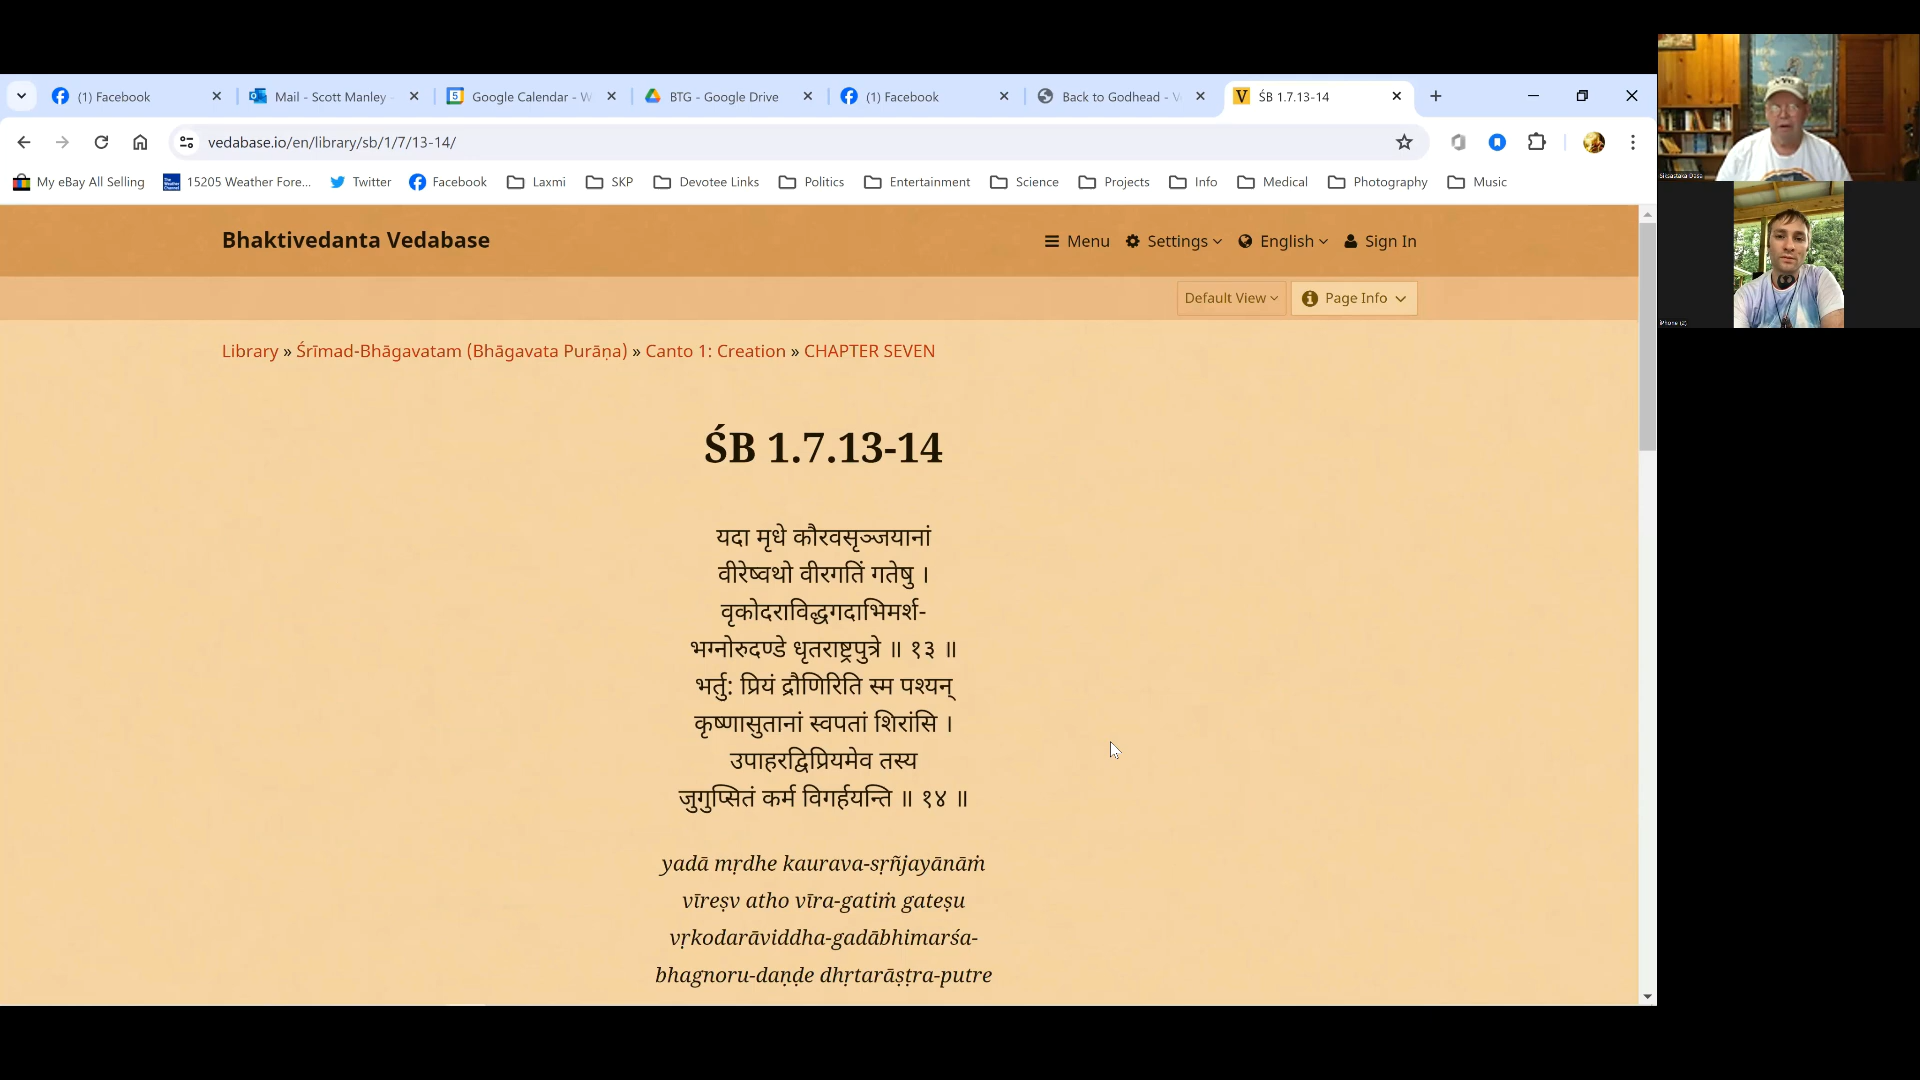 (1) Facebook
Mail - Scott Manley -
Google Calendar - W
BTG - Google Drive
(1) Facebook
Back to Godhead - V
V ŚB 1.7.13-14
vedabase.io/en/library/sb/1/7/13-14/
My eBay All Selling
15205 Weather Fore...
Twitter
Facebook
Laxmi
SKP
Devotee Links
Politics
Entertainment
Science
Projects
Info
Medical
Photography
Music
Bhaktivedanta Vedabase
Menu
Settings
English
Sign In
Default View
Page Info
Library » Śrīmad-Bhāgavatam (Bhāgavata Purāṇa) » Canto 1: Creation » CHAPTER SEVEN
ŚB 1.7.13-14
यदा मृधे कौरवसृञ्जयानां
वीरेष्वथो वीरगतिं गतेषु ।
वृकोदराविद्धगदाभिमर्श-
भग्नोरुदण्डे धृतराष्ट्रपुत्रे ॥ १३ ॥
भर्तु: प्रियं द्रौणिरिति स्म पश्यन्
कृष्णासुतानां स्वपतां शिरांसि ।
उपाहरद्विप्रियमेव तस्य
जुगुप्सितं कर्म विगर्हयन्ति ॥ १४ ॥
yadā mṛdhe kaurava-sṛñjayānāṁ
vīreṣv atho vīra-gatiṁ gateṣu
vṛkodarāviddha-gadābhimarśa-
bhagnoru-daṇḍe dhṛtarāṣṭra-putre
iPhone (2)